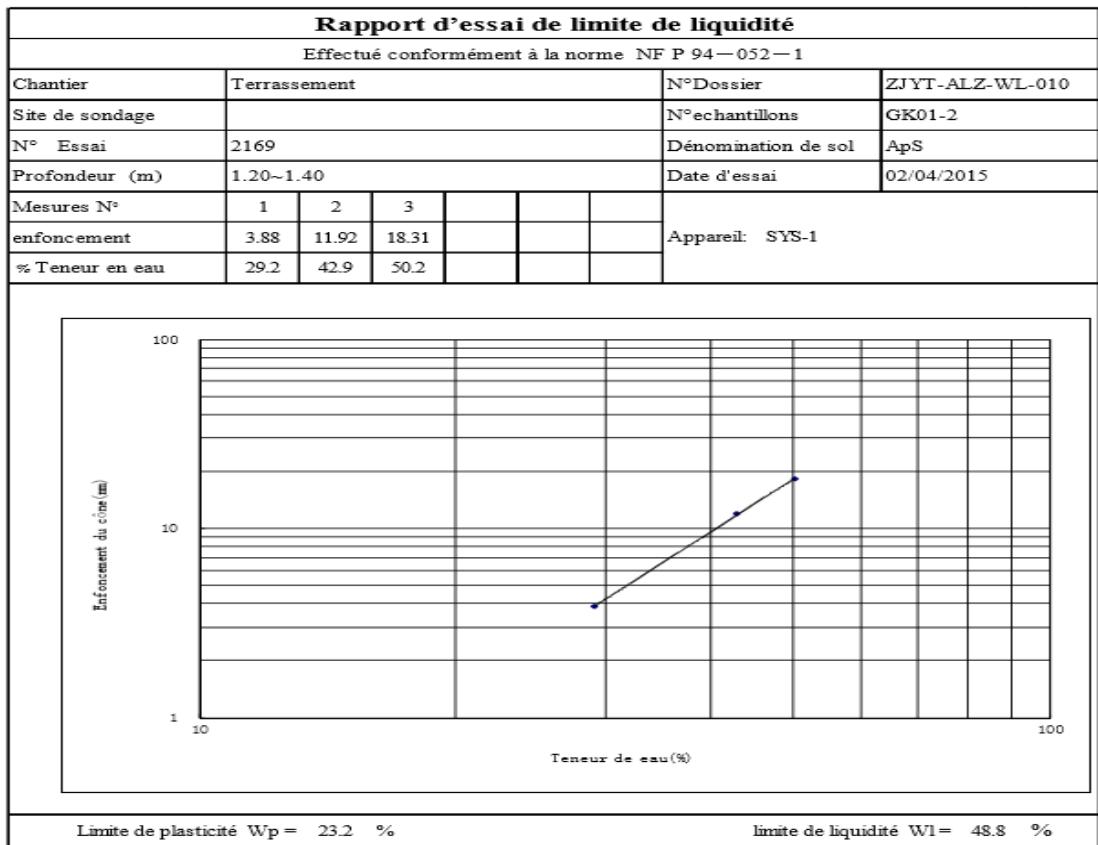 Rapport d’essai de limite de liquidité
Effectué conformément à la norme NF P 94－052－1
Chantier Terrassement N°Dossier ZJYT-ALZ-WL-010
Site de sondage N°echantillons GK01-2
N° Essai 2169 Dénomination de sol ApS
Profondeur (m) 1.20~1.40 Date d'essai 02/04/2015
Mesures N° 1 2 3
enfoncement 3.88 11.92 18.31 Appareil: SYS-1
% Teneur en eau 29.2 42.9 50.2
100
Enfoncement du cône(mm)
10
1
10 100
Teneur de eau(%)
Limite de plasticité Wp = 23.2 % limite de liquidité Wl = 48.8 %